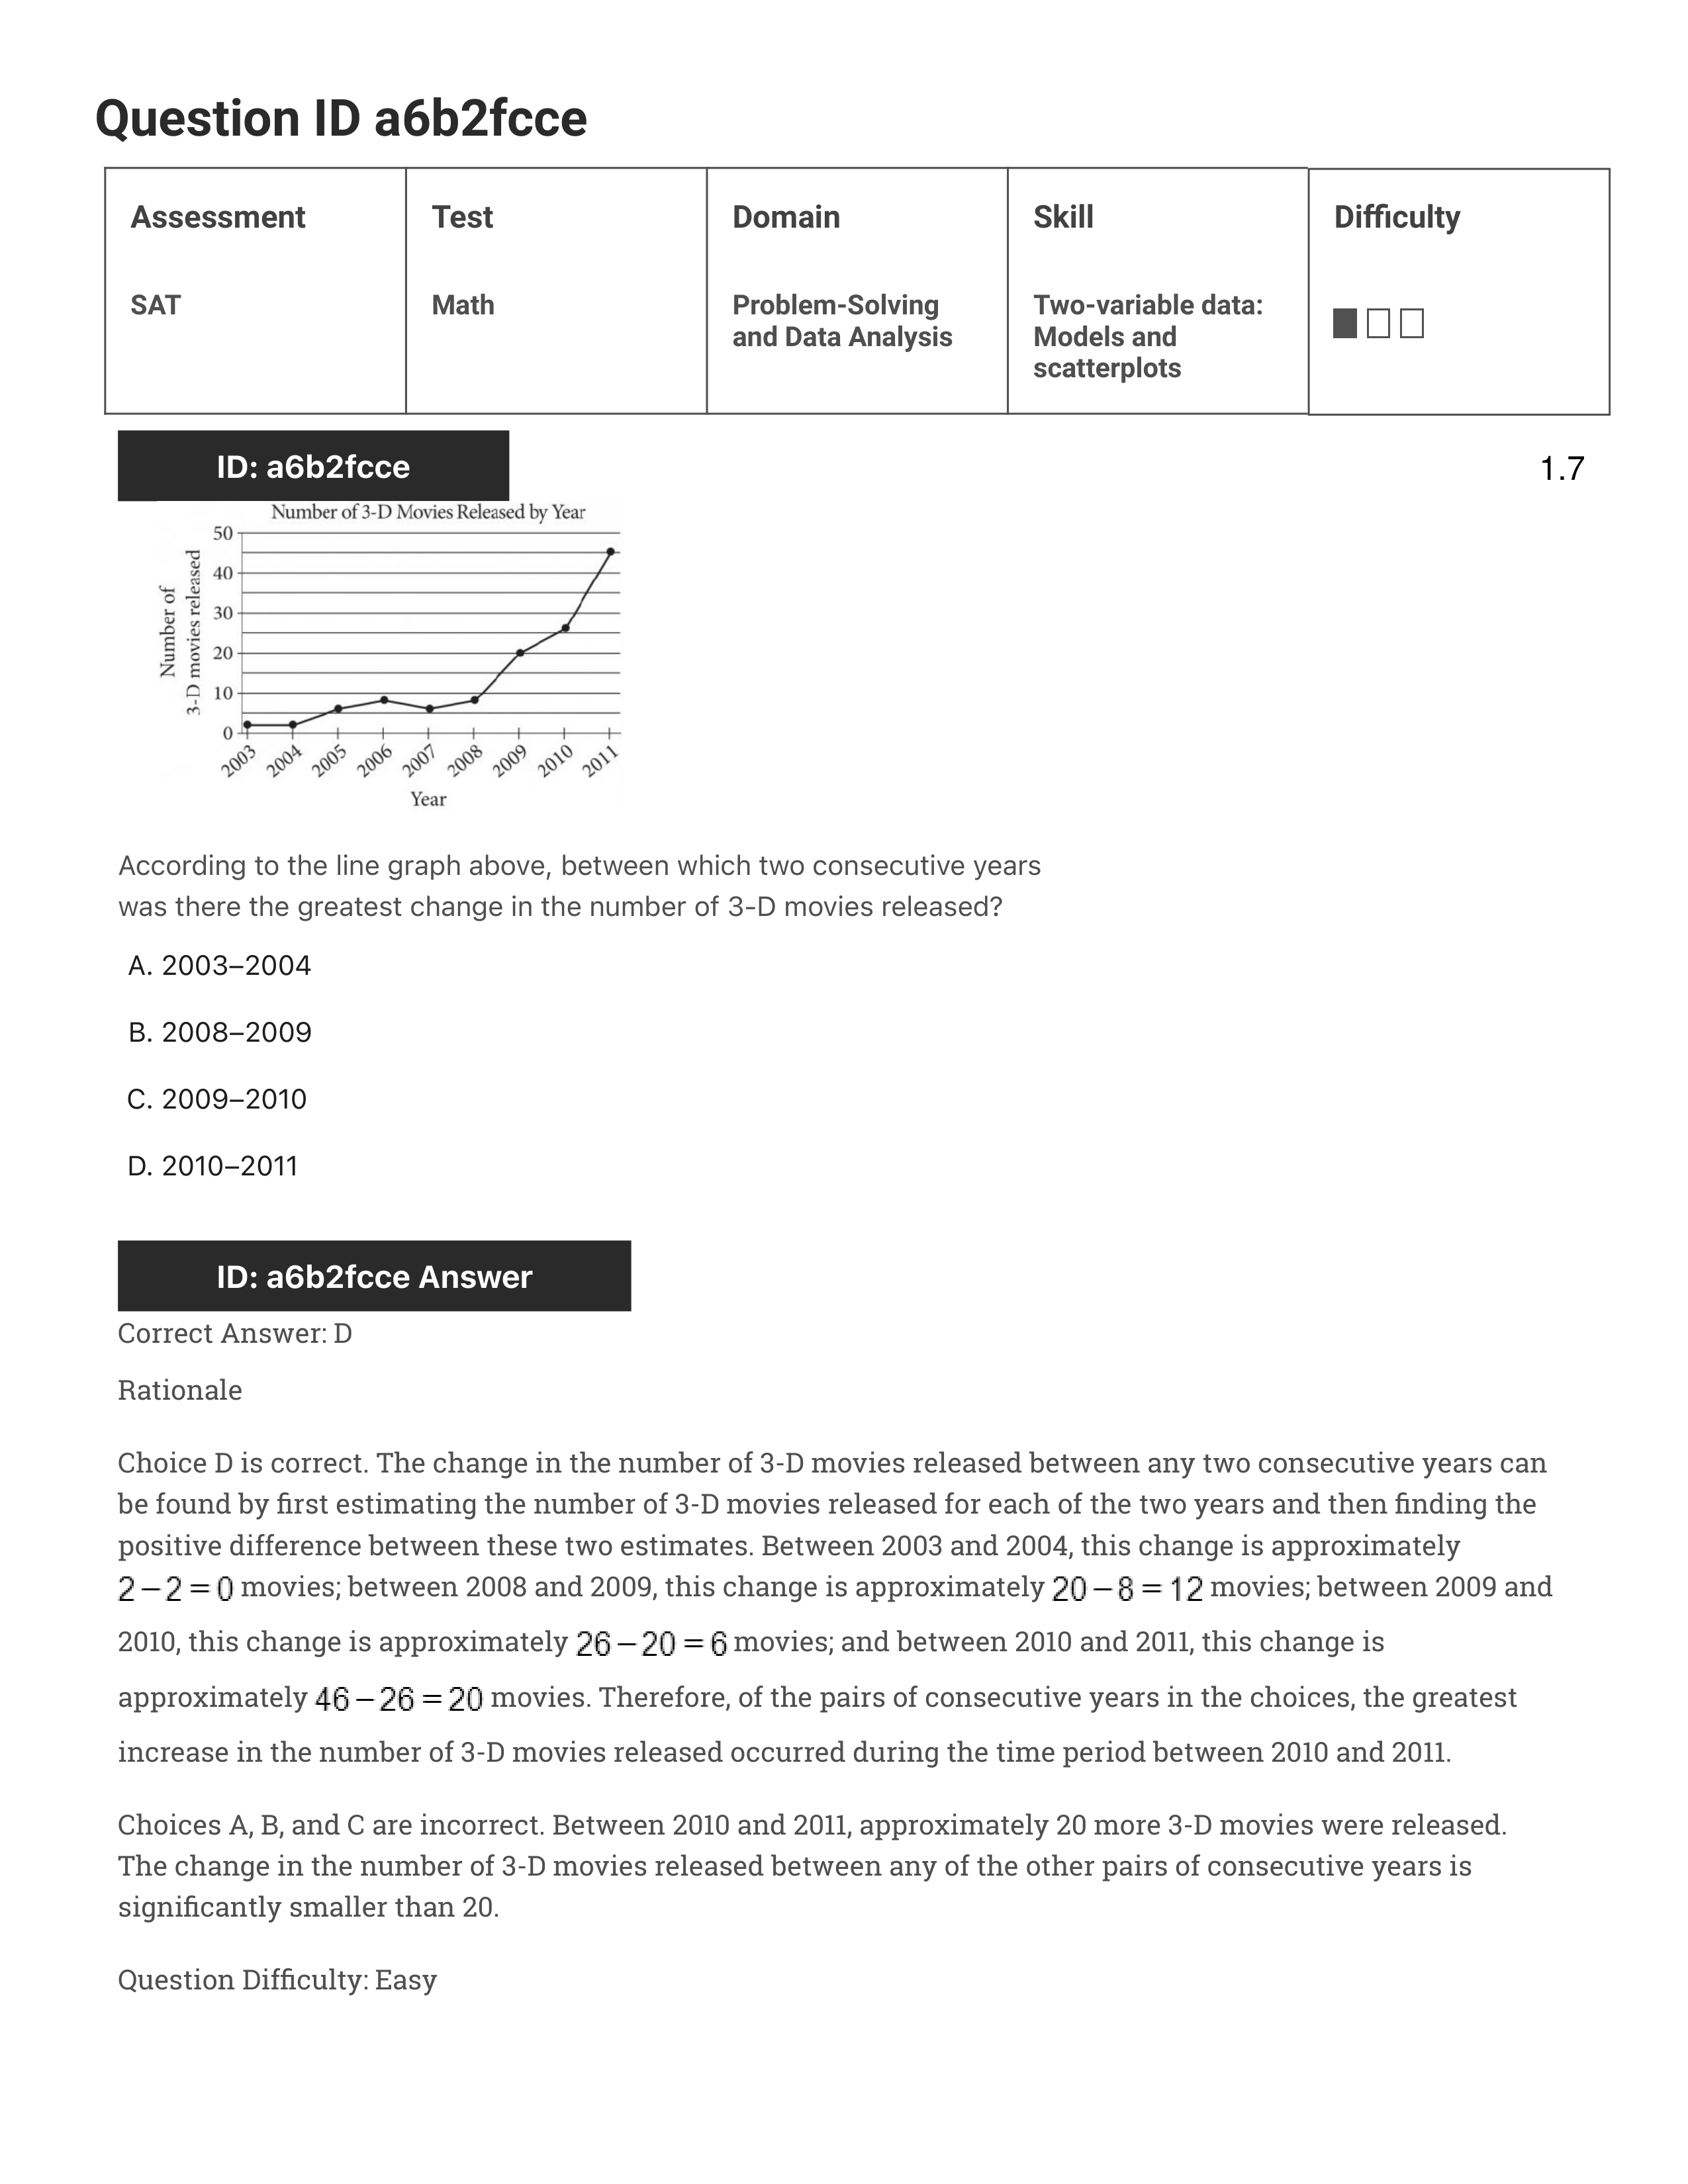 Question ID a6b2fcce
Assessment
Test
Domain
Skill
Difficulty
SAT
Math
Problem-Solving
and Data Analysis
Two-variable data:
Models and
scatterplots
ID: a6b2fcce
1.7
Number of 3-D Movies Released by Year
Number of
3-D movies released
50
40
30
20
10
0
2003
2004
2005
2006
2007
2008
2009
2010
2011
Year
According to the line graph above, between which two consecutive years
was there the greatest change in the number of 3-D movies released?
A. 2003–2004
B. 2008–2009
C. 2009–2010
D. 2010–2011
ID: a6b2fcce Answer
Correct Answer: D
Rationale
Choice D is correct. The change in the number of 3-D movies released between any two consecutive years can
be found by first estimating the number of 3-D movies released for each of the two years and then finding the
positive difference between these two estimates. Between 2003 and 2004, this change is approximately
2 – 2 = 0 movies; between 2008 and 2009, this change is approximately 20 – 8 = 12 movies; between 2009 and
2010, this change is approximately 26 – 20 = 6 movies; and between 2010 and 2011, this change is
approximately 46 – 26 = 20 movies. Therefore, of the pairs of consecutive years in the choices, the greatest
increase in the number of 3-D movies released occurred during the time period between 2010 and 2011.
Choices A, B, and C are incorrect. Between 2010 and 2011, approximately 20 more 3-D movies were released.
The change in the number of 3-D movies released between any of the other pairs of consecutive years is
significantly smaller than 20.
Question Difficulty: Easy